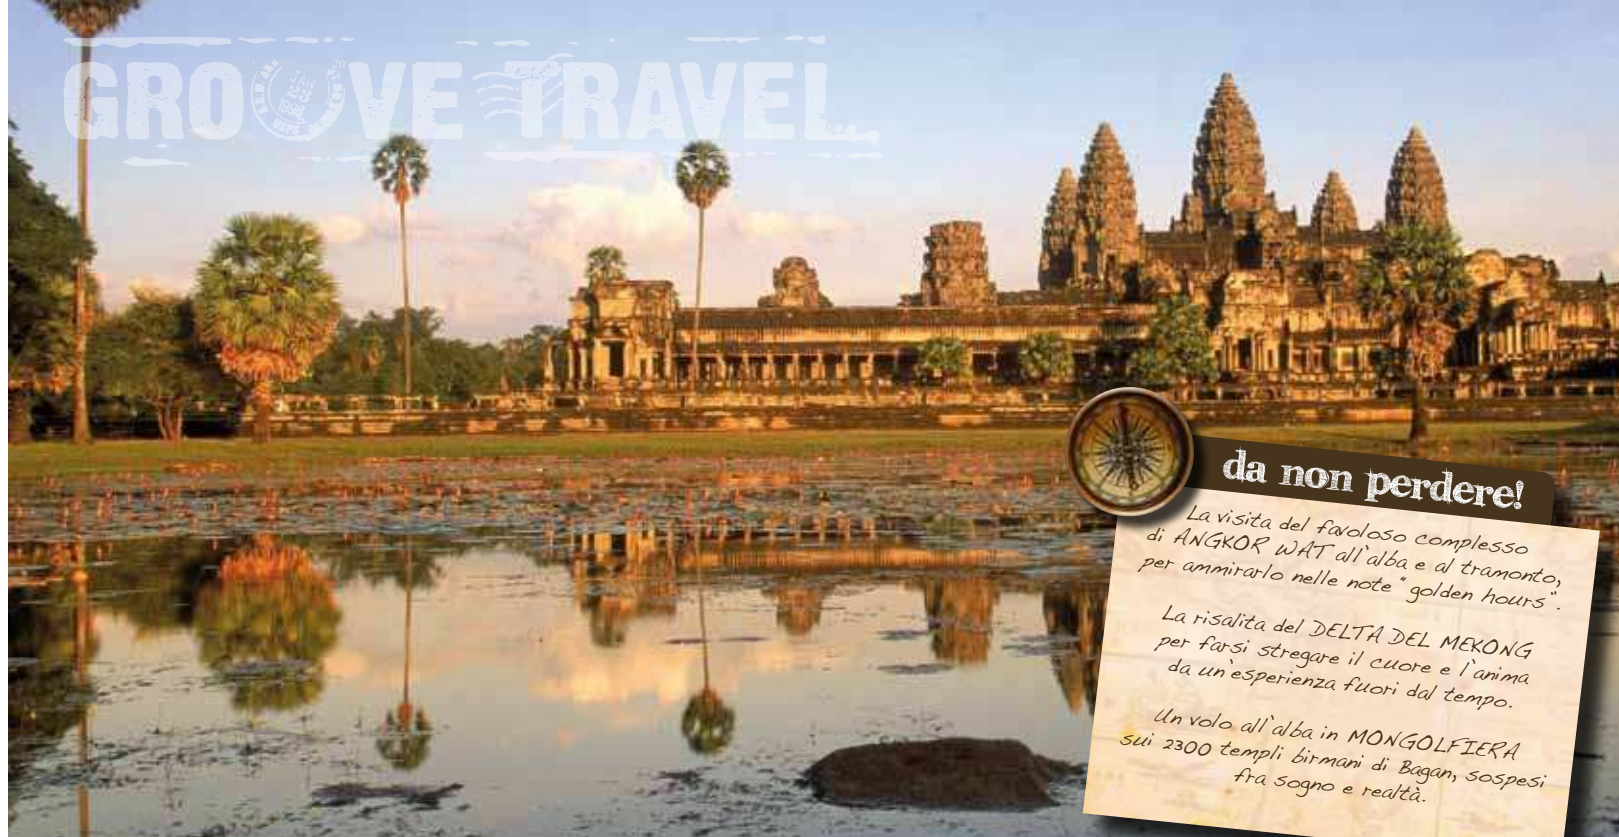 GROOVE TRAVEL
da non perdere!
La visita del favoloso complesso
di ANGKOR WAT all'alba e al tramonto,
per ammirarlo nelle note "golden hours".
La risalita del DELTA DEL MEKONG
per farsi stregare il cuore e l'anima
da un'esperienza fuori dal tempo.
Un volo all'alba in MONGOLFIERA
sui 2300 templi birmani di Bagan, sospesi
fra sogno e realtà.